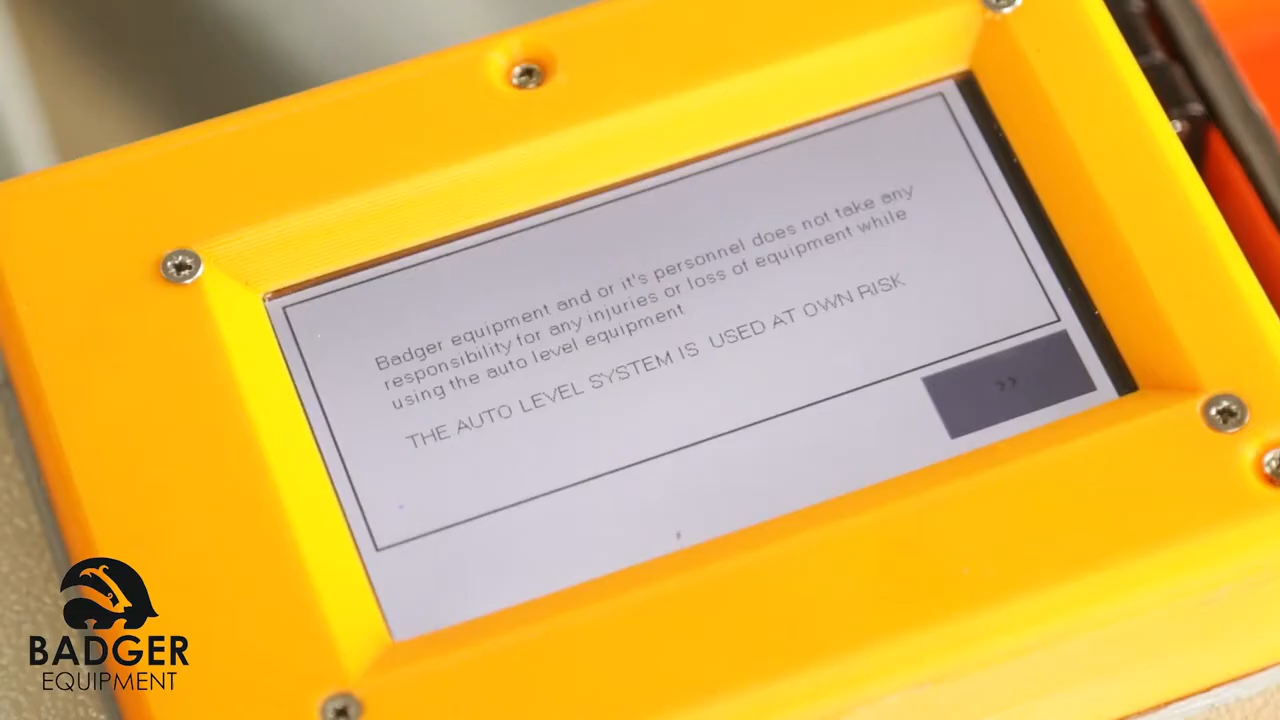 Badger equipment and or it's personnel does not take any
responsibility for any injuries or loss of equipment while
using the auto level equipment
THE AUTO LEVEL SYSTEM IS USED AT OWN RISK
>>
BADGER
EQUIPMENT